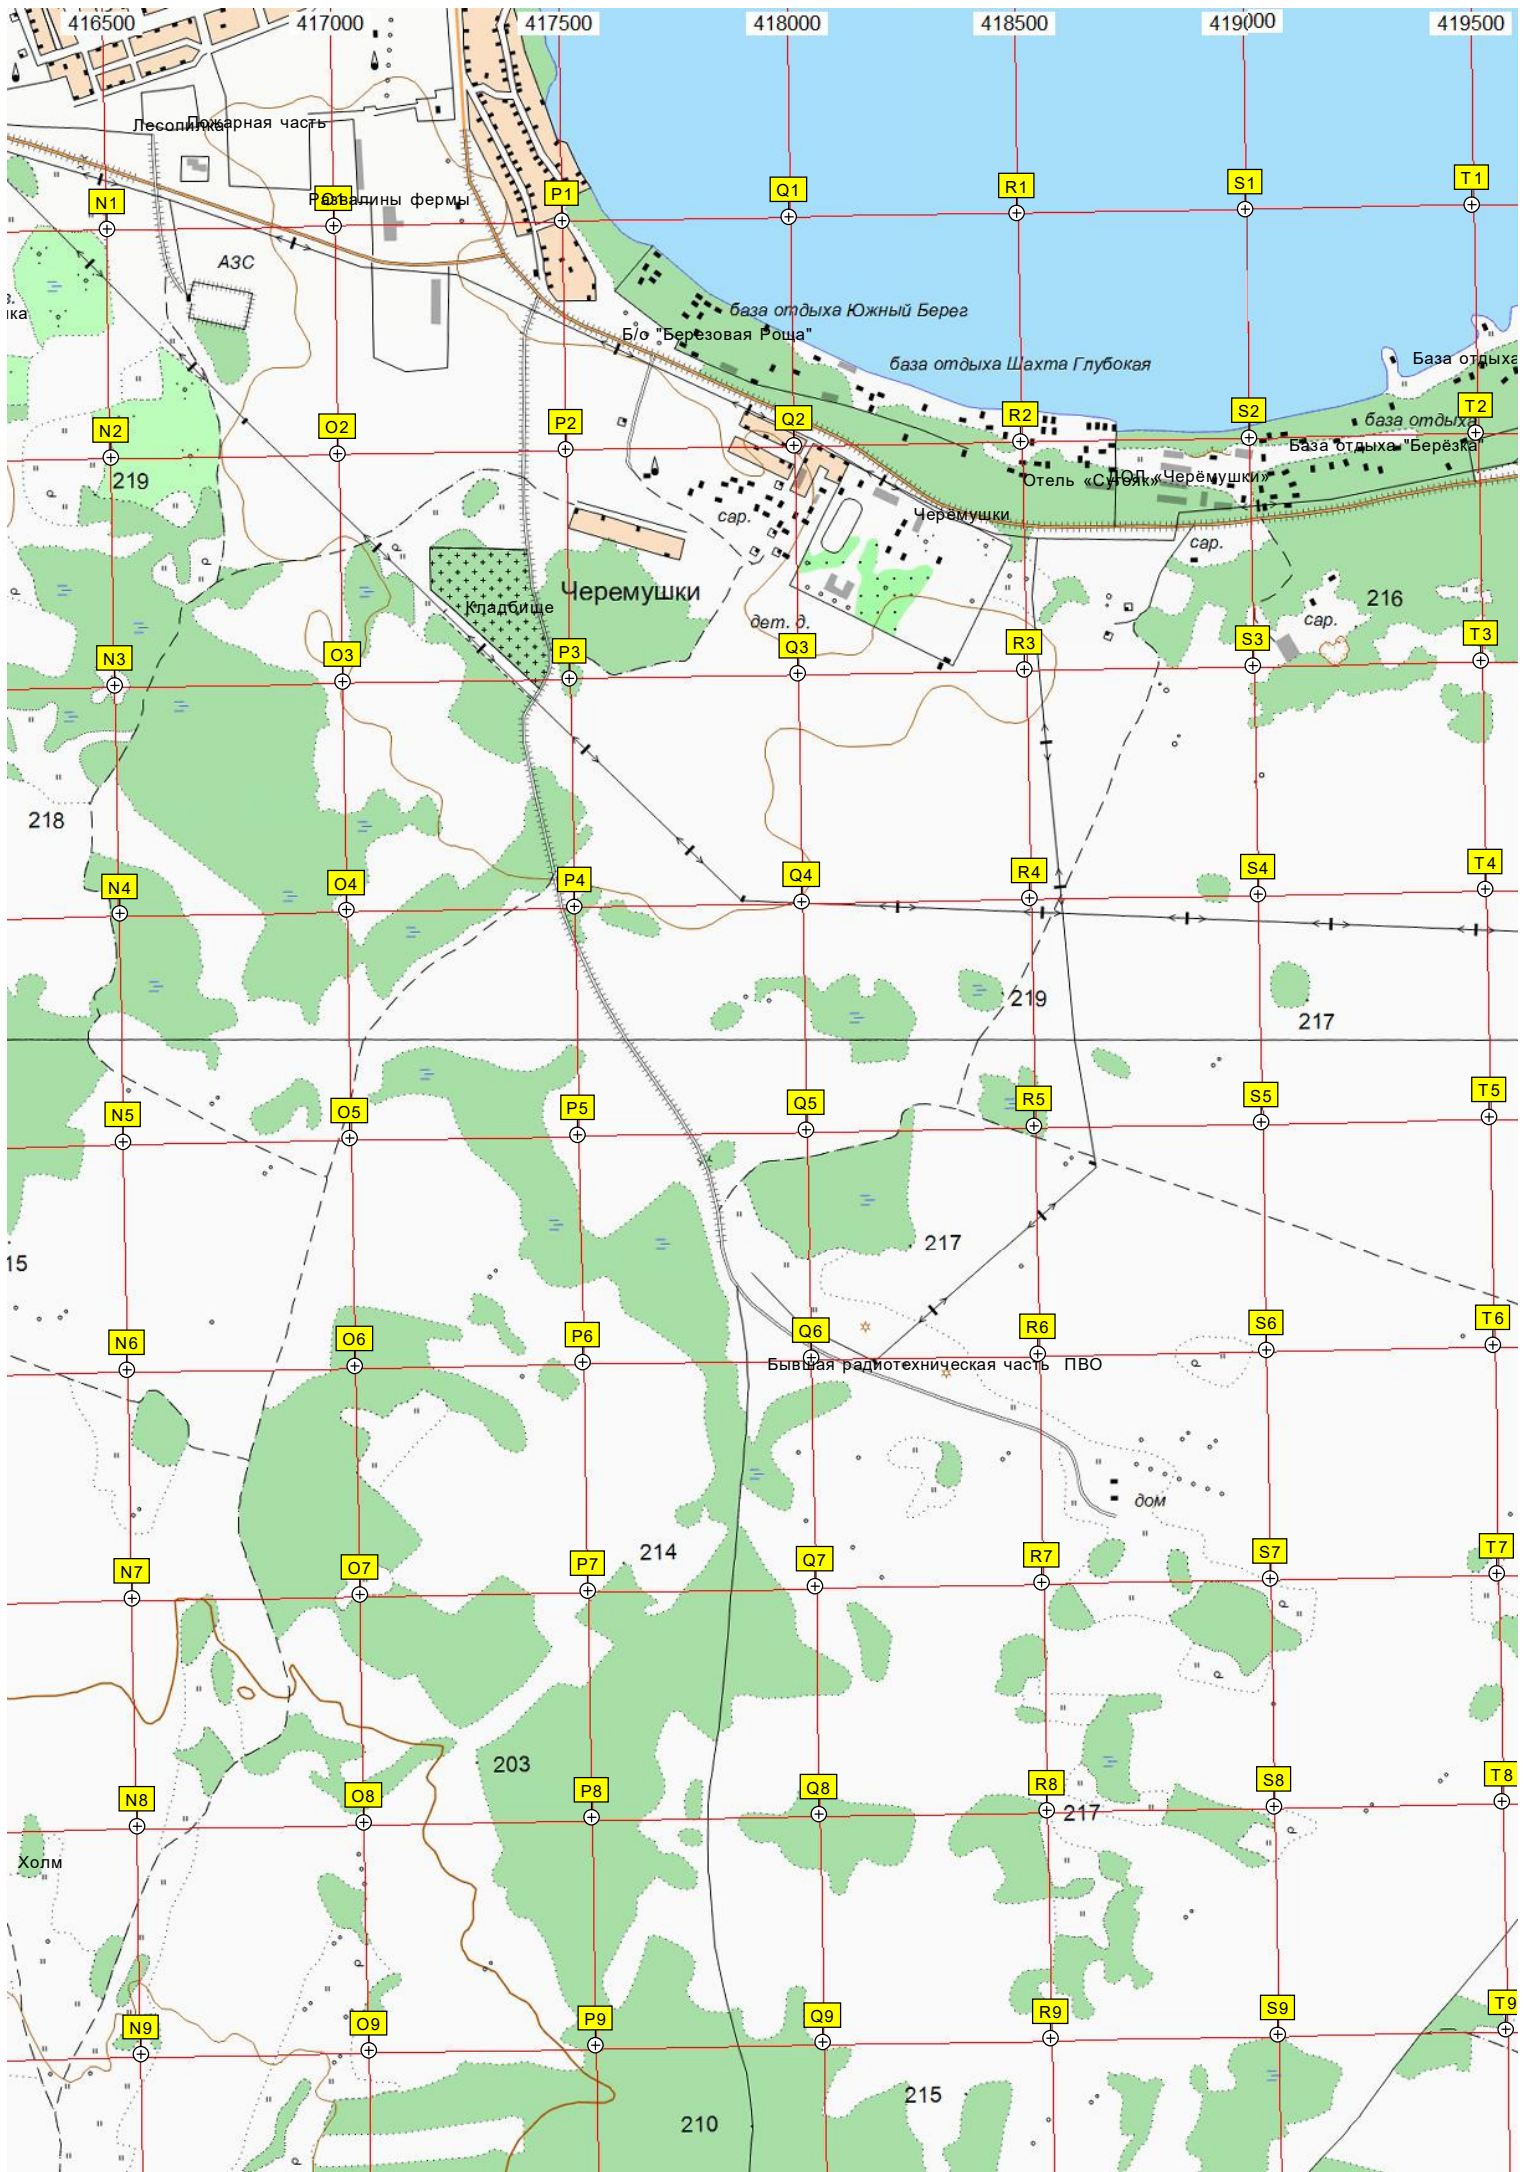 416500 417000 417500 418000 418500 419000 419500
Лесопилка Пожарная часть
N1 O1 P1 Q1 R1 S1 T1
Развалины фермы
АЗС
база отдыха Южный Берег
Б/о "Березовая Роща"
база отдыха Шахта Глубокая
База отдыха
N2 O2 P2 Q2 R2 S2 T2
база отдыха
База отдыха "Берёзка"
219
Отель «Сугояк»
ДОЛ «Черёмушки»
сар.
Черёмушки
сар.
Черемушки
216
Кладбище
дет. д.
сар.
N3 O3 P3 Q3 R3 S3 T3
218
N4 O4 P4 Q4 R4 S4 T4
219
217
N5 O5 P5 Q5 R5 S5 T5
217
15
N6 O6 P6 Q6 R6 S6 T6
Бывшая радиотехническая часть ПВО
дом
214
N7 O7 P7 Q7 R7 S7 T7
203
N8 O8 P8 Q8 R8 S8 T8
217
Холм
N9 O9 P9 Q9 R9 S9 T9
215
210